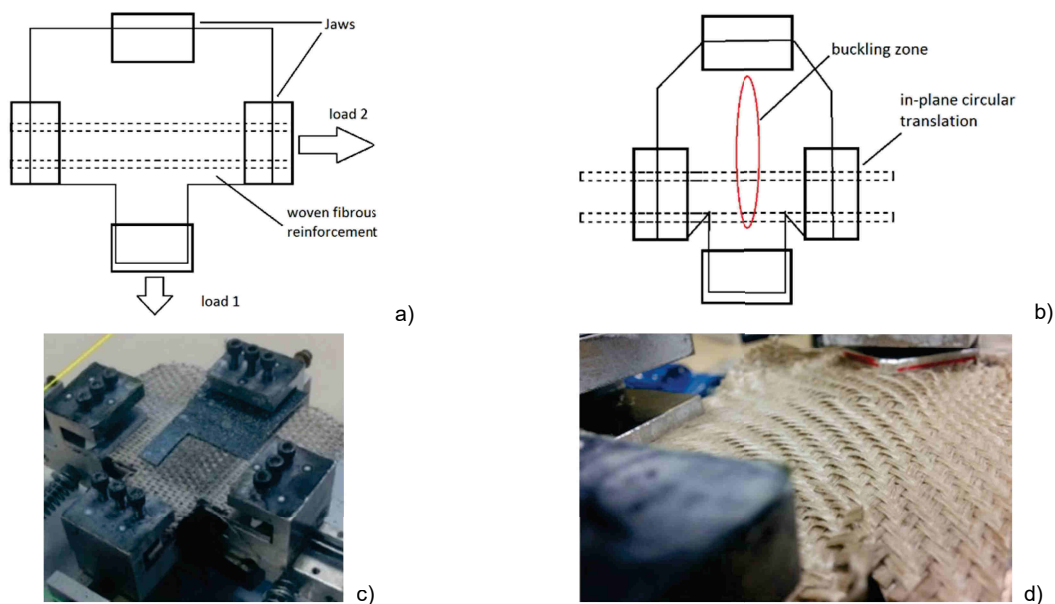 Jaws
load 2
woven fibrous
reinforcement
load 1
a)
buckling zone
in-plane circular
translation
b)
c)
d)